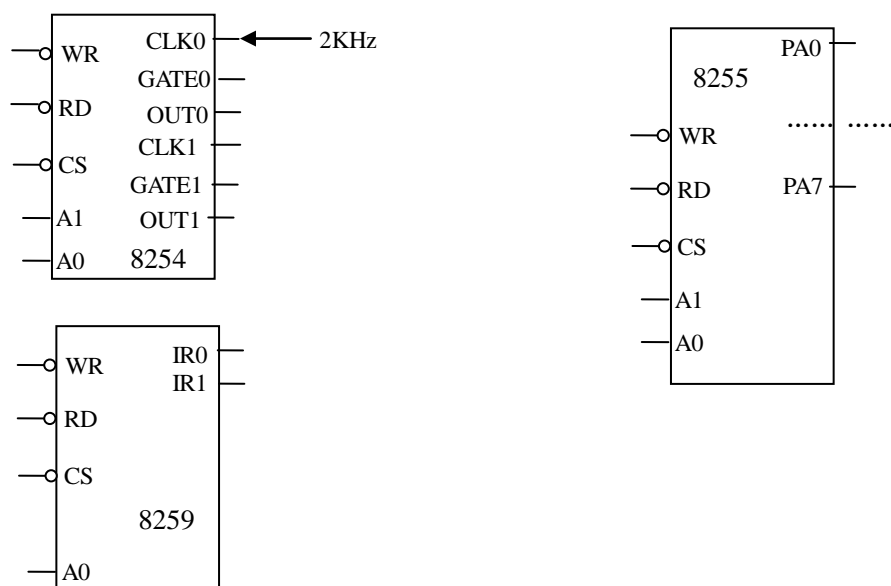 CLK0
2KHz
WR
GATE0
RD
OUT0
CLK1
CS
GATE1
A1
OUT1
A0
8254
PA0
8255
…… ……
WR
RD
PA7
CS
A1
A0
IR0
WR
IR1
RD
CS
8259
A0